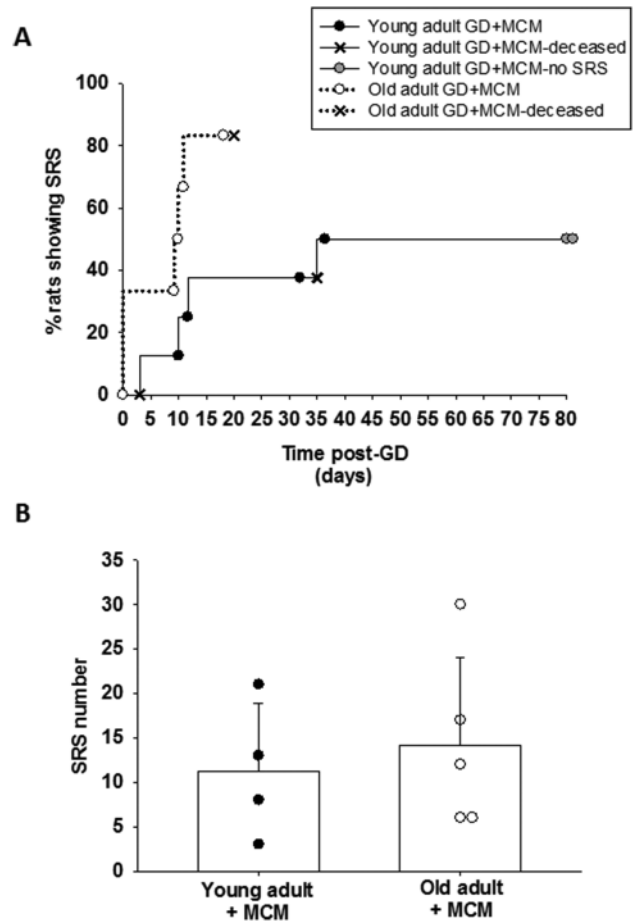 A
Young adult GD+MCM
Young adult GD+MCM-deceased
Young adult GD+MCM-no SRS
Old adult GD+MCM
Old adult GD+MCM-deceased
100
80
60
40
20
0
% rats showing SRS
0 5 10 15 20 25 30 35 40 45 50 55 60 65 70 75 80
Time post-GD
(days)
B
35
30
25
20
15
10
5
0
SRS number
Young adult
+ MCM
Old adult
+ MCM